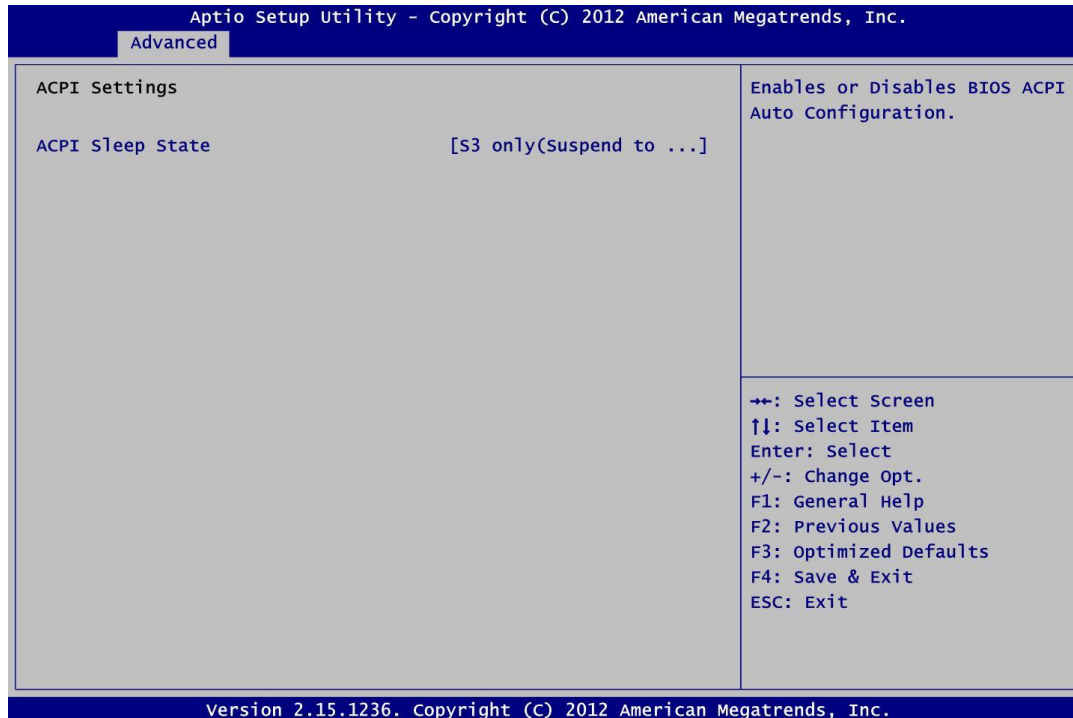 Aptio Setup Utility - Copyright (C) 2012 American Megatrends, Inc.
Advanced
ACPI Settings
ACPI Sleep State [S3 only(Suspend to ...]
Enables or Disables BIOS ACPI
Auto Configuration.
→←: Select Screen
↑↓: Select Item
Enter: Select
+/-: Change Opt.
F1: General Help
F2: Previous Values
F3: Optimized Defaults
F4: Save & Exit
ESC: Exit
Version 2.15.1236. Copyright (C) 2012 American Megatrends, Inc.